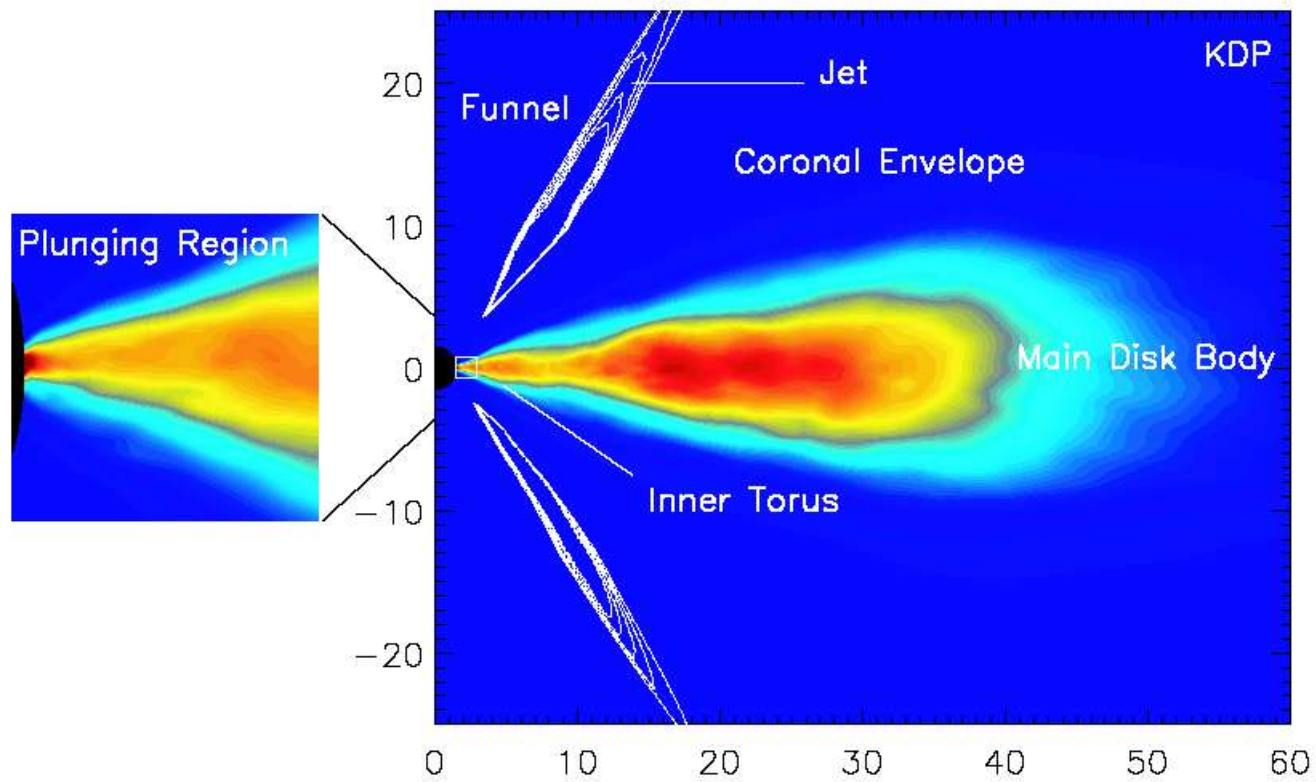 KDP
20
Jet
Funnel
Coronal Envelope
10
Plunging Region
0
Main Disk Body
Inner Torus
−10
−20
0 10 20 30 40 50 60